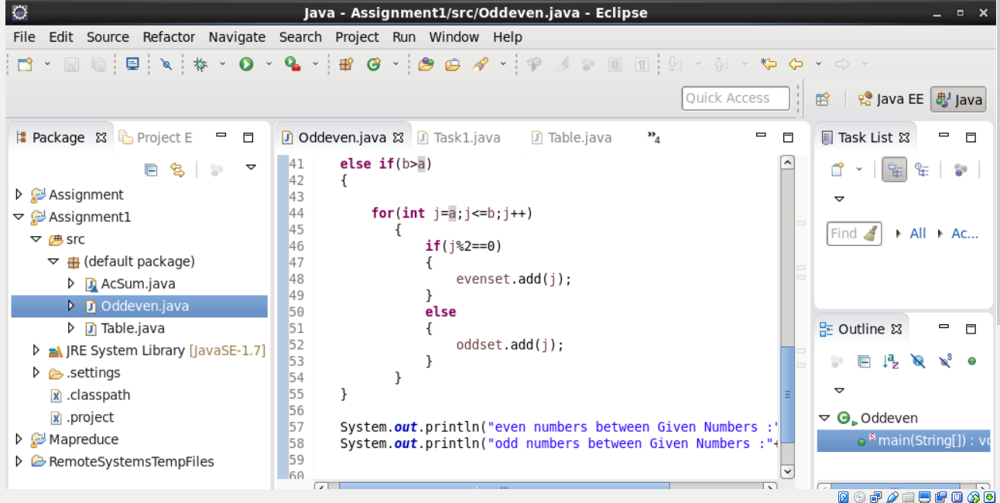 Java - Assignment1/src/Oddeven.java - Eclipse
File Edit Source Refactor Navigate Search Project Run Window Help
Quick Access
Java EE
Java
Package
Project E
Assignment
Assignment1
src
(default package)
AcSum.java
Oddeven.java
Table.java
JRE System Library [JavaSE-1.7]
.settings
.classpath
.project
Mapreduce
RemoteSystemsTempFiles
Oddeven.java
Task1.java
Table.java
»4
41 else if(b>a)
42 {
43
44 for(int j=a;j<=b;j++)
45 {
46 if(j%2==0)
47 {
48 evenset.add(j);
49 }
50 else
51 {
52 oddset.add(j);
53 }
54 }
55 }
56
57 System.out.println("even numbers between Given Numbers :"
58 System.out.println("odd numbers between Given Numbers :"+
59
60
Task List
Find
All
Ac...
Outline
Oddeven
main(String[]) : vo